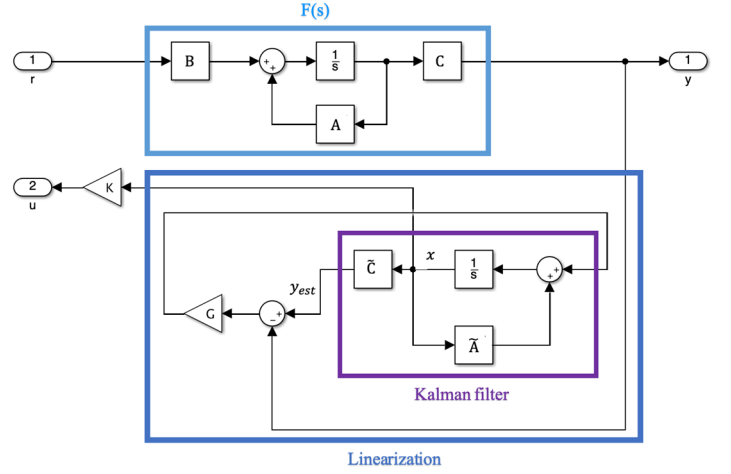 F(s)
1
r
B
+
+
1
s
C
1
y
A
2
u
K
C̃
x
1
s
+
+
y_est
G
−
+
Ã
Kalman filter
Linearization